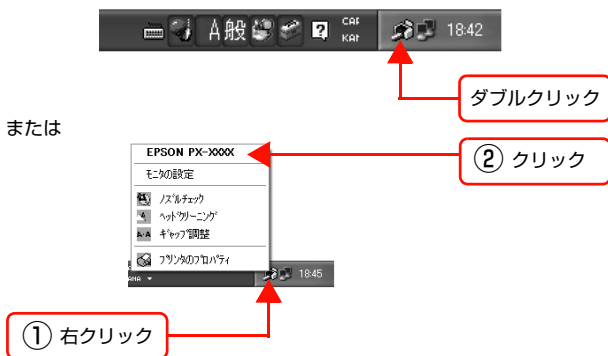 A 般 ? CAF KAN 18:42
ダブルクリック
または
EPSON PX-XXXX
② クリック
モニタの設定
ノズルチェック
ヘッドクリーニング
ギャップ調整
プリンタのプロパティ
ANA 18:45
① 右クリック